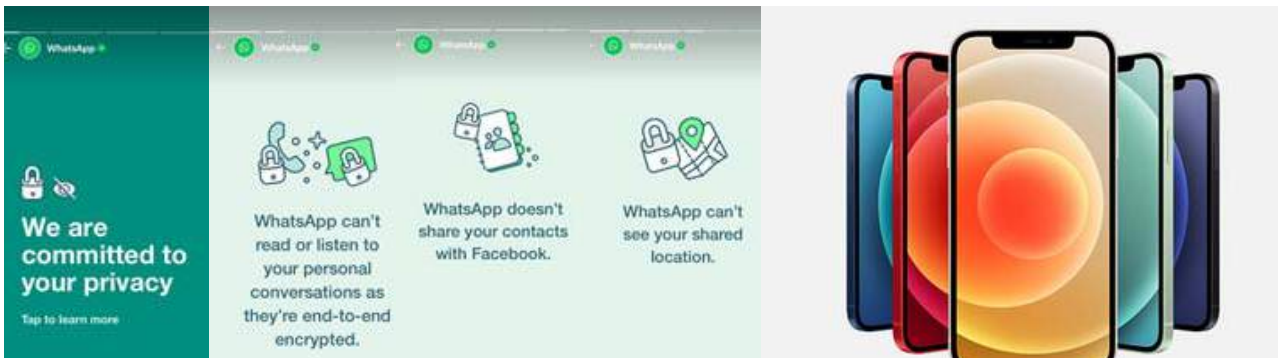 WhatsApp
We are
committed to
your privacy
Tap to learn more
WhatsApp
WhatsApp can't
read or listen to
your personal
conversations as
they're end-to-end
encrypted.
WhatsApp
WhatsApp doesn't
share your contacts
with Facebook.
WhatsApp
WhatsApp can't
see your shared
location.